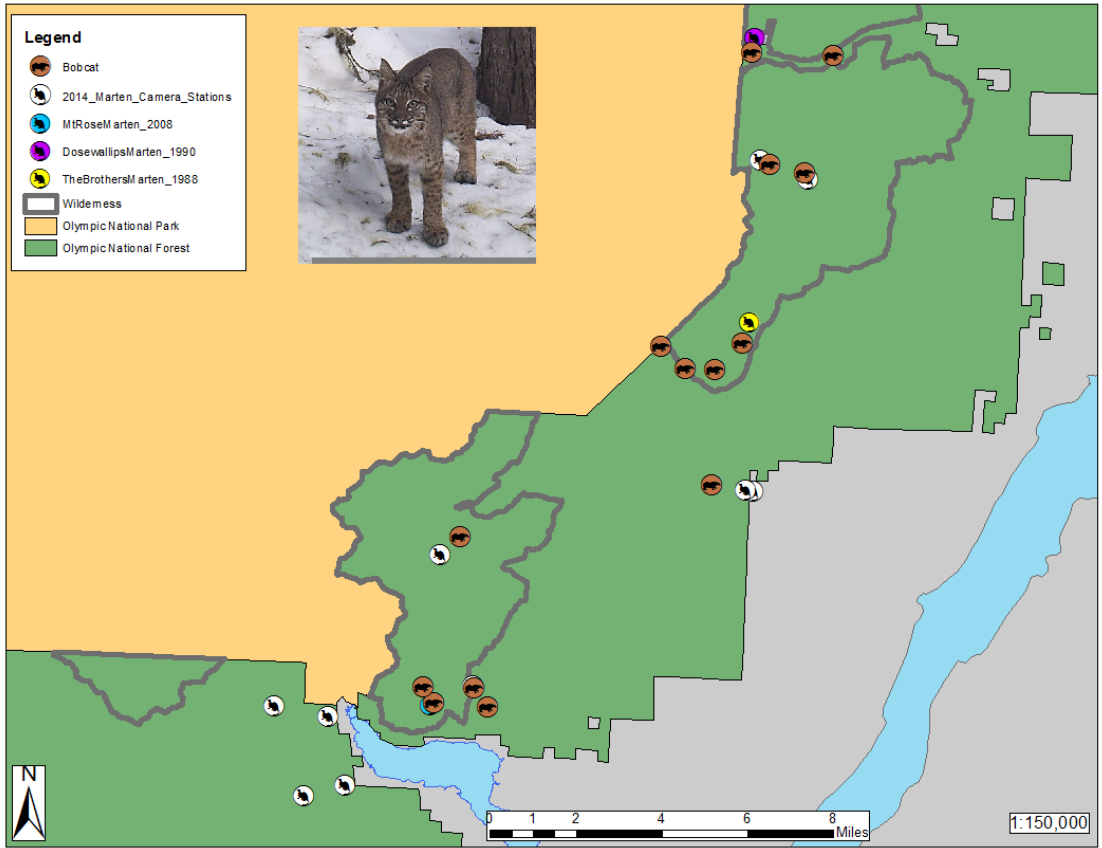 Legend
Bobcat
2014_Marten_Camera_Stations
MtRoseMarten_2008
DosewallipsMarten_1990
TheBrothersMarten_1988
Wilderness
Olympic National Park
Olympic National Forest
N
0 1 2 4 6 8
Miles
1:150,000